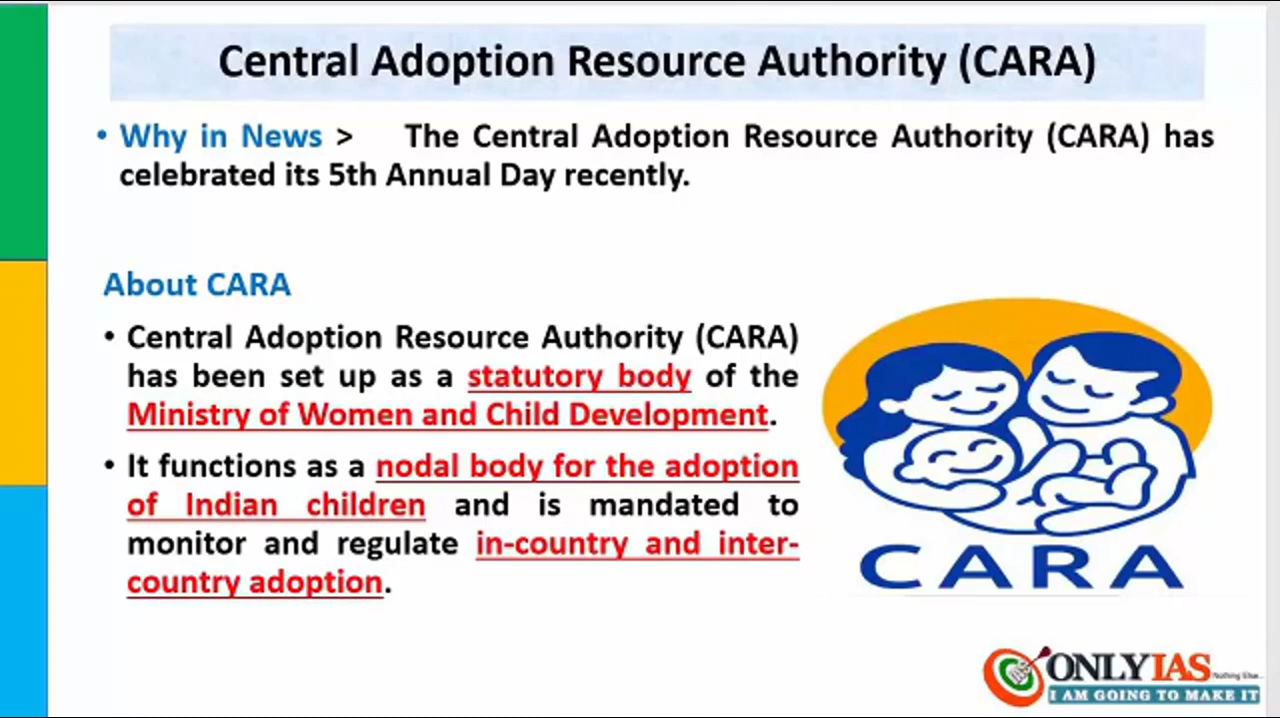 Central Adoption Resource Authority (CARA)
• Why in News > The Central Adoption Resource Authority (CARA) has
celebrated its 5th Annual Day recently.
About CARA
• Central Adoption Resource Authority (CARA)
has been set up as a statutory body of the
Ministry of Women and Child Development.
• It functions as a nodal body for the adoption
of Indian children and is mandated to
monitor and regulate in-country and inter-
country adoption.
CARA
ONLYIAS
Nothing Else...
I AM GOING TO MAKE IT